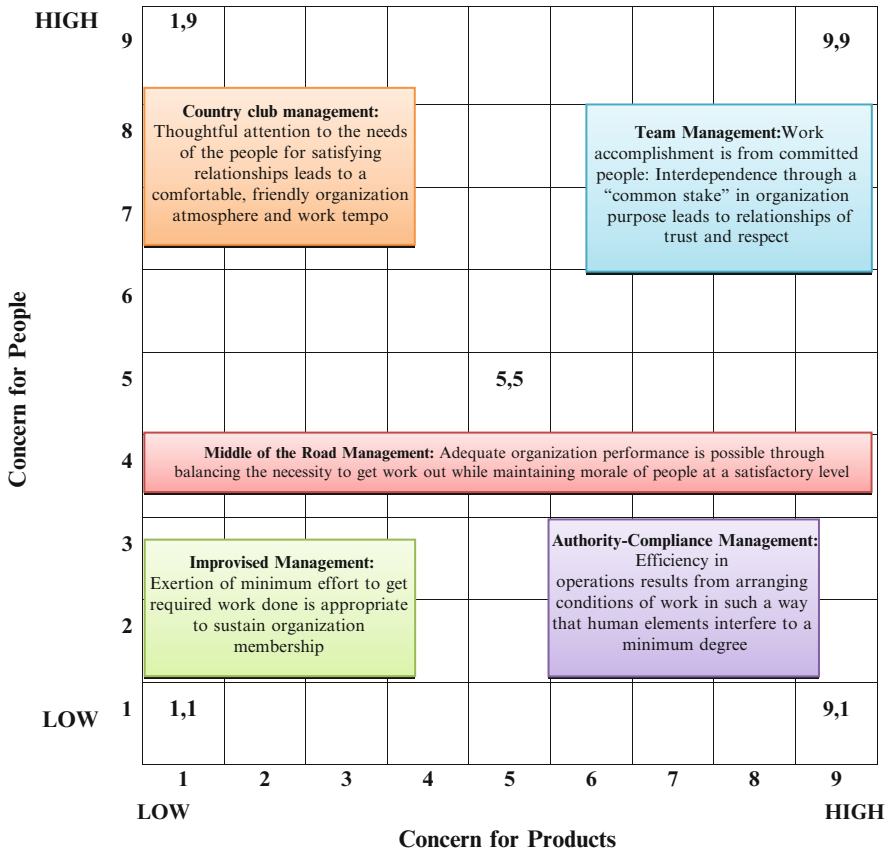 HIGH
1,9
9,9
9
Country club management:
Thoughtful attention to the needs
of the people for satisfying
relationships leads to a
comfortable, friendly organization
atmosphere and work tempo
Team Management:Work
accomplishment is from committed
people: Interdependence through a
“common stake” in organization
purpose leads to relationships of
trust and respect
8
7
6
Concern for People
5
5,5
4
Middle of the Road Management: Adequate organization performance is possible through
balancing the necessity to get work out while maintaining morale of people at a satisfactory level
3
Improvised Management:
Exertion of minimum effort to get
required work done is appropriate
to sustain organization
membership
Authority-Compliance Management:
Efficiency in
operations results from arranging
conditions of work in such a way
that human elements interfere to a
minimum degree
2
LOW
1
1,1
9,1
1 2 3 4 5 6 7 8 9
LOW
HIGH
Concern for Products